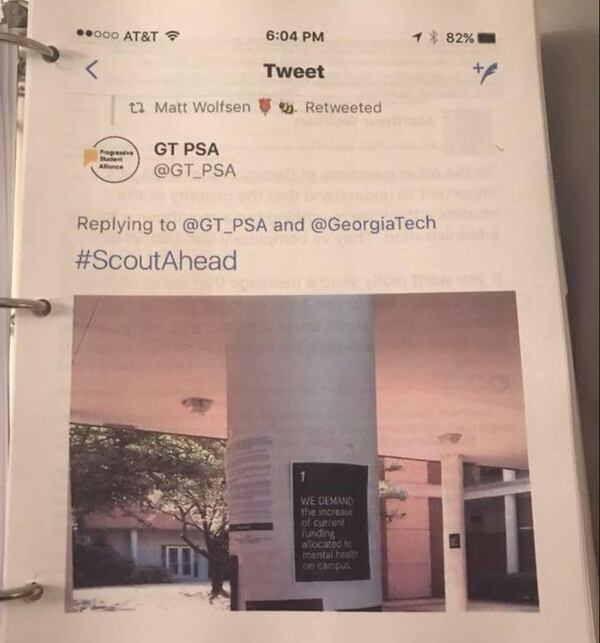 AT&T 6:04 PM 82%
Tweet
Matt Wolfsen 🌹 🐝. Retweeted
Progressive
Student
Alliance
GT PSA
@GT_PSA
Replying to @GT_PSA and @GeorgiaTech
#ScoutAhead
1
WE DEMAND
the increase
of current
funding
allocated to
mental health
on campus